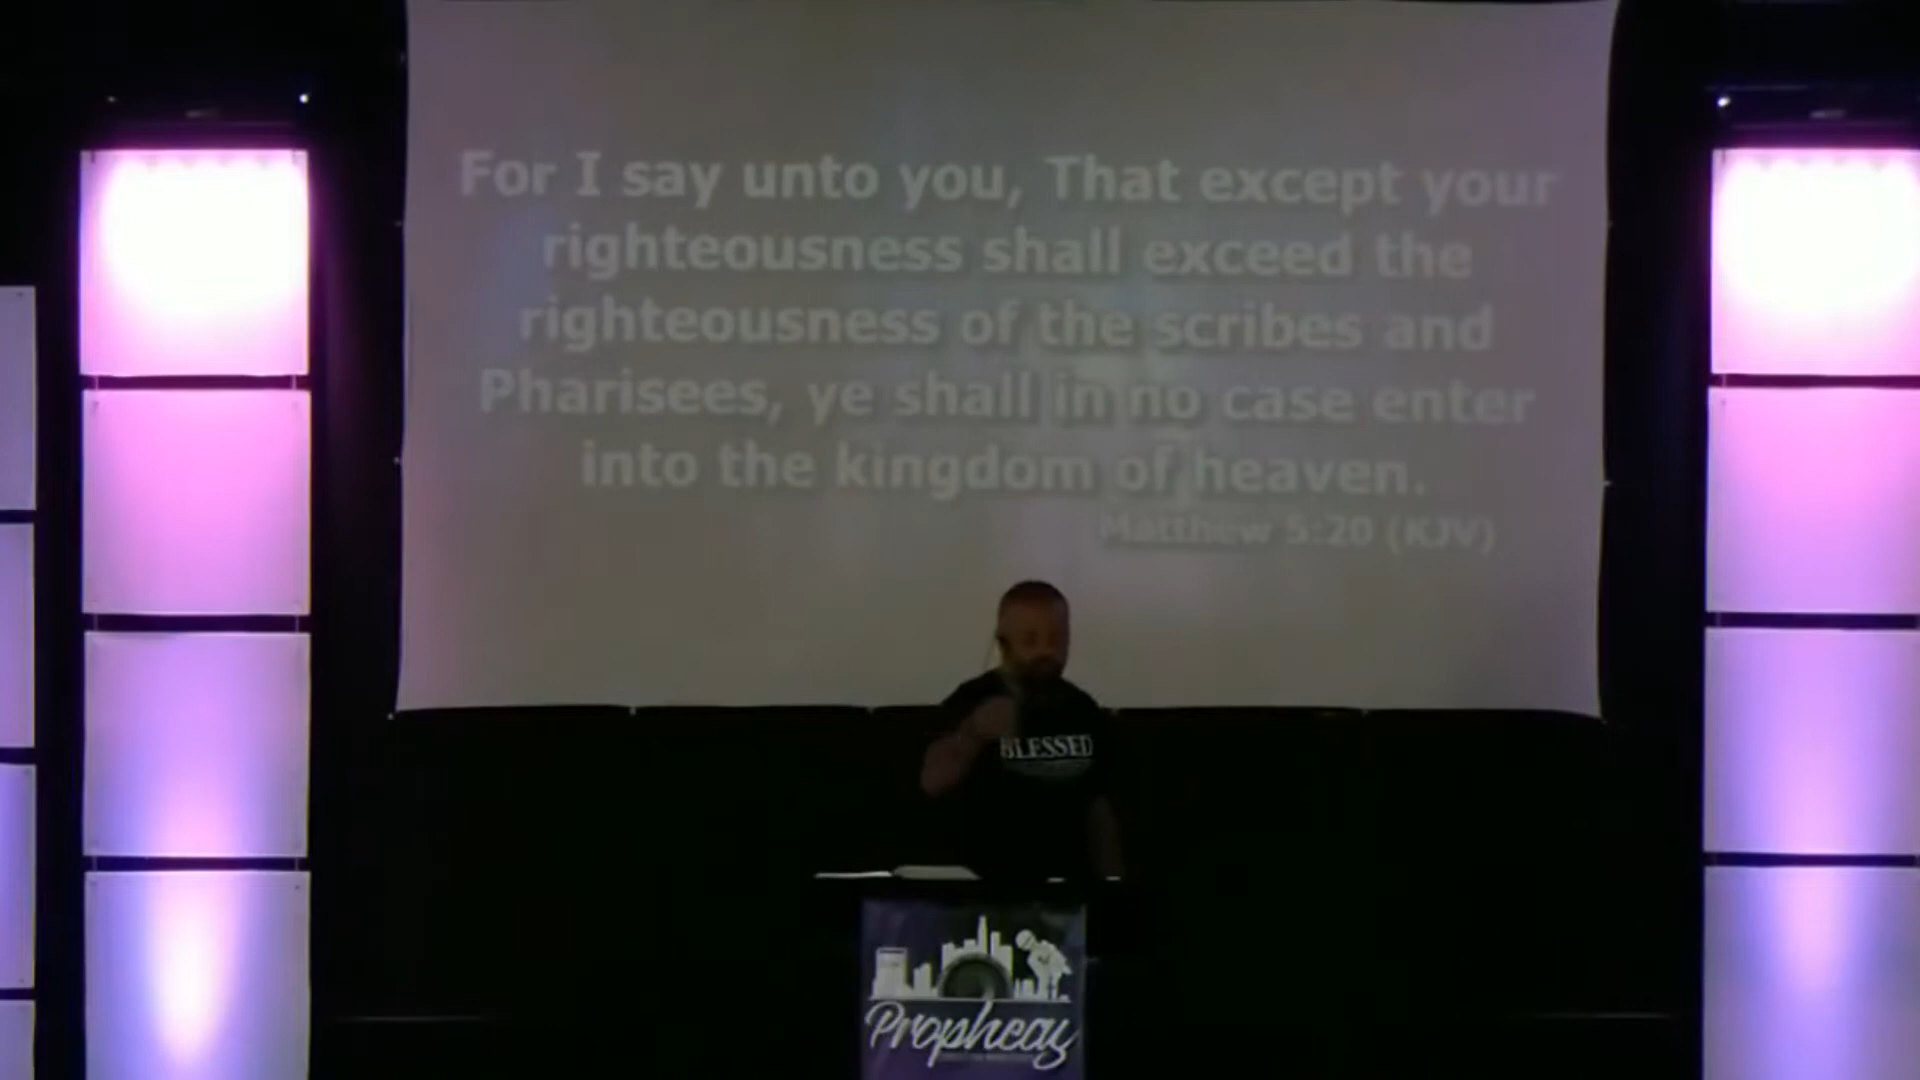 For I say unto you, That except your
righteousness shall exceed the
righteousness of the scribes and
Pharisees, ye shall in no case enter
into the kingdom of heaven.
Matthew 5:20 (KJV)
BLESSED